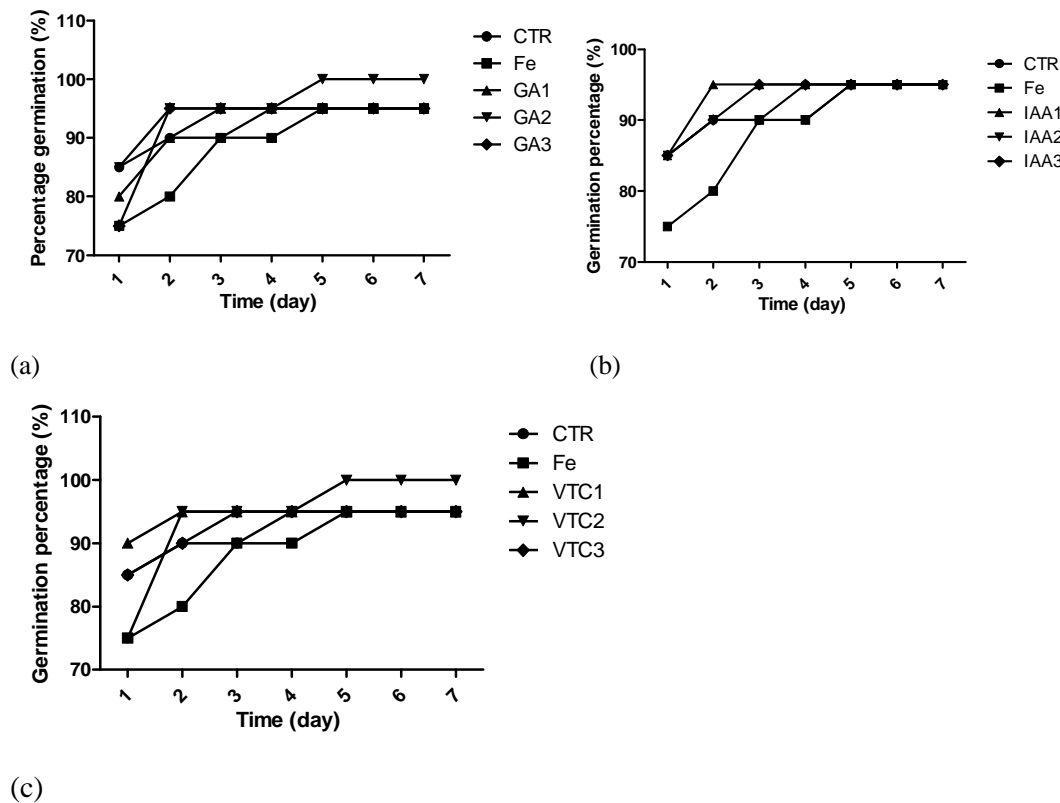 110
100
90
80
70
Percentage germination (%)
1 2 3 4 5 6 7
Time (day)
CTR
Fe
GA1
GA2
GA3
(a)
100
90
80
70
Germination percentage (%)
1 2 3 4 5 6 7
Time (day)
CTR
Fe
IAA1
IAA2
IAA3
(b)
110
100
90
80
70
Germination percentage (%)
1 2 3 4 5 6 7
Time (day)
CTR
Fe
VTC1
VTC2
VTC3
(c)